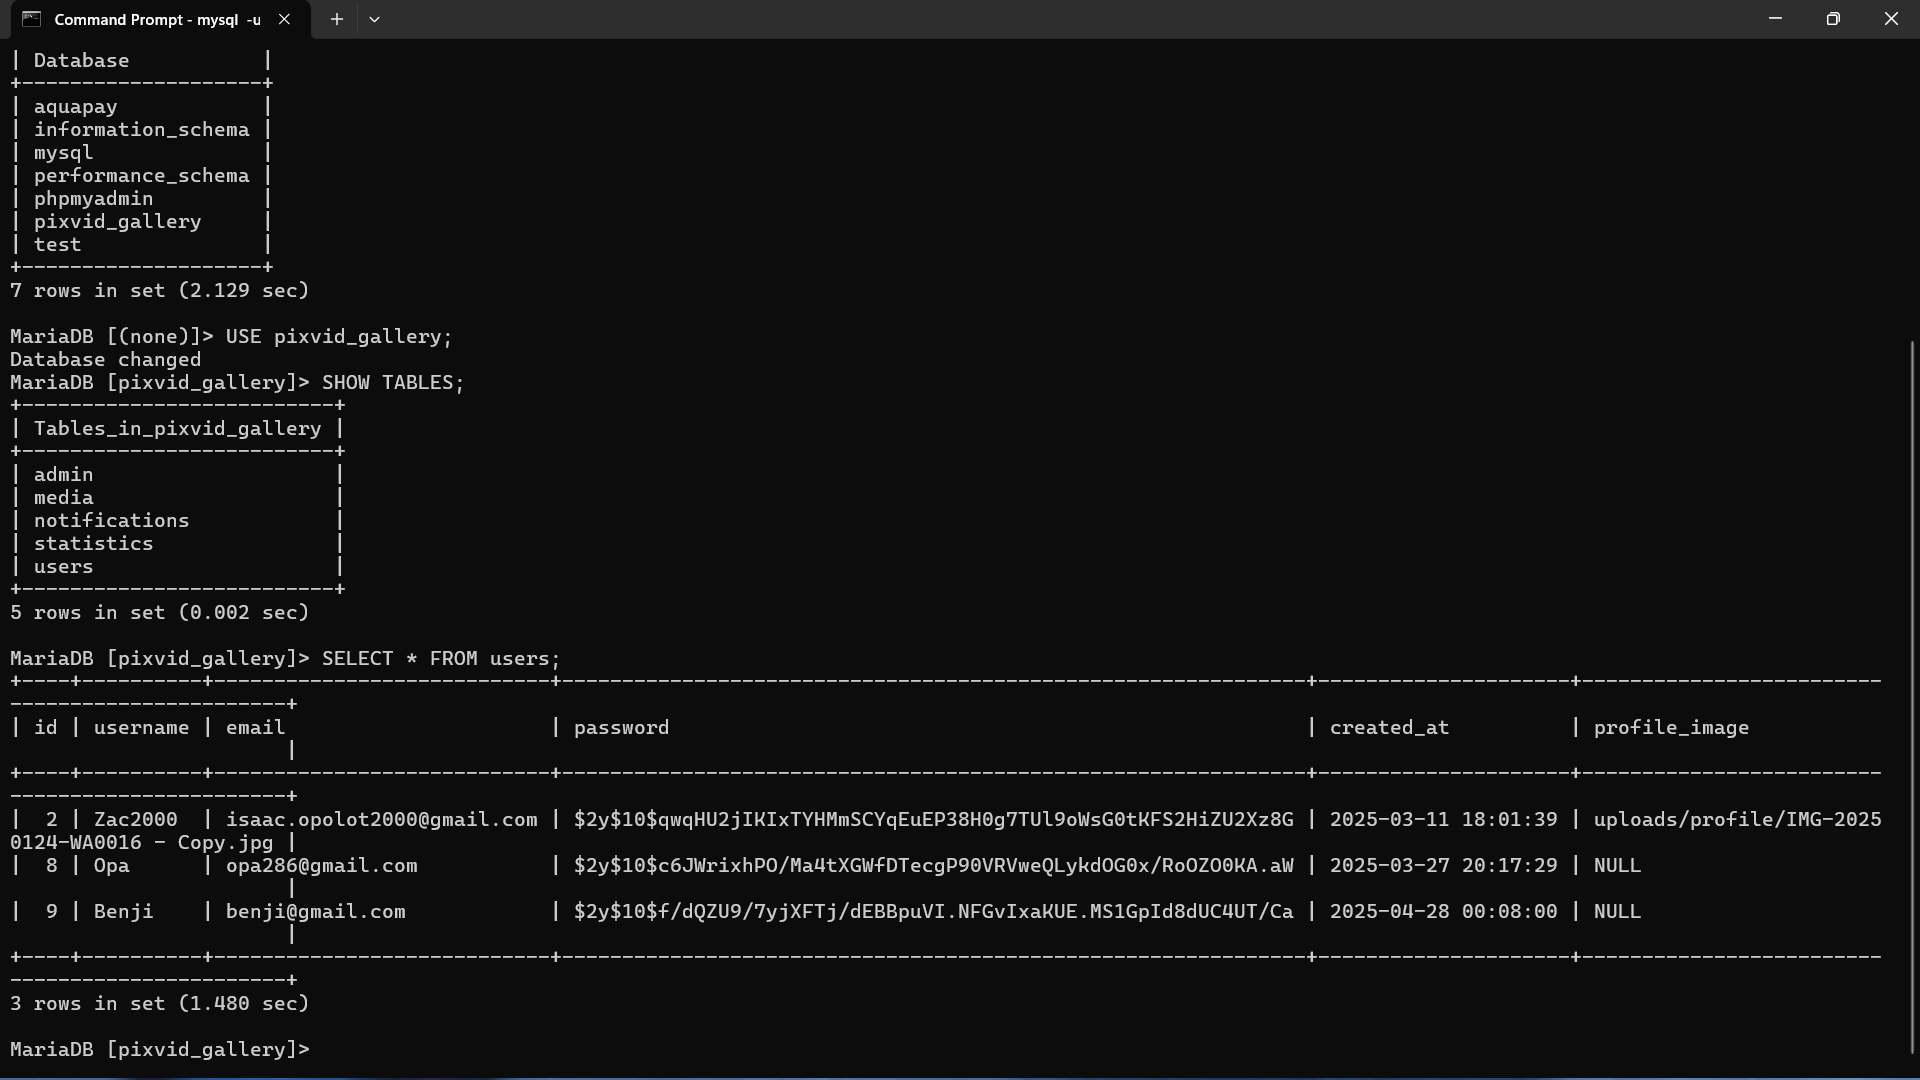 Command Prompt - mysql -u
| Database           |
+--------------------+
| aquapay            |
| information_schema |
| mysql              |
| performance_schema |
| phpmyadmin         |
| pixvid_gallery     |
| test               |
+--------------------+
7 rows in set (2.129 sec)
MariaDB [(none)]> USE pixvid_gallery;
Database changed
MariaDB [pixvid_gallery]> SHOW TABLES;
+--------------------------+
| Tables_in_pixvid_gallery |
+--------------------------+
| admin                    |
| media                    |
| notifications            |
| statistics               |
| users                    |
+--------------------------+
5 rows in set (0.002 sec)
MariaDB [pixvid_gallery]> SELECT * FROM users;
+----+----------+----------------------------+--------------------------------------------------------------+---------------------+-------------------------
-----------------------+
| id | username | email                      | password                                                     | created_at          | profile_image
                       |
+----+----------+----------------------------+--------------------------------------------------------------+---------------------+-------------------------
-----------------------+
|  2 | Zac2000  | isaac.opolot2000@gmail.com | $2y$10$qwqHU2jIKIxTYHMmSCYqEuEP38H0g7TUl9oWsG0tKFS2HiZU2Xz8G | 2025-03-11 18:01:39 | uploads/profile/IMG-2025
0124-WA0016 - Copy.jpg |
|  8 | Opa      | opa286@gmail.com           | $2y$10$c6JWrixhPO/Ma4tXGWfDTecgP90VRVweQLykdOG0x/RoOZO0KA.aW | 2025-03-27 20:17:29 | NULL
                       |
|  9 | Benji    | benji@gmail.com            | $2y$10$f/dQZU9/7yjXFTj/dEBBpuVI.NFGvIxaKUE.MS1GpId8dUC4UT/Ca | 2025-04-28 00:08:00 | NULL
                       |
+----+----------+----------------------------+--------------------------------------------------------------+---------------------+-------------------------
-----------------------+
3 rows in set (1.480 sec)
MariaDB [pixvid_gallery]>